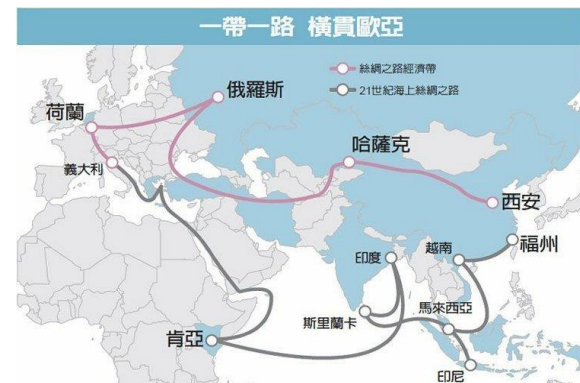 一帶一路 橫貫歐亞
絲綢之路經濟帶
21世紀海上絲綢之路
俄羅斯
荷蘭
義大利
哈薩克
西安
福州
越南
印度
斯里蘭卡
馬來西亞
肯亞
印尼